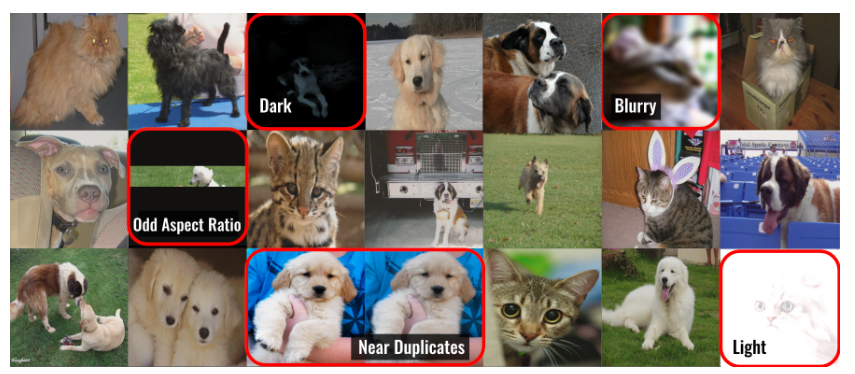 Dark
Blurry
Odd Aspect Ratio
Near Duplicates
Light